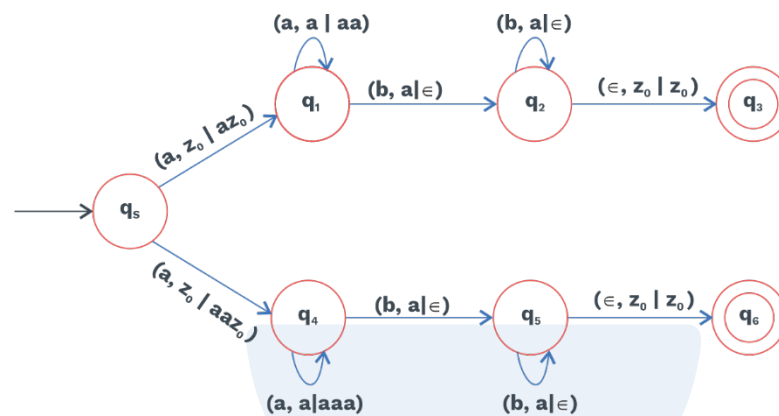 (a, a | aa)
(b, a|∈)
q₁
(b, a|∈)
q₂
(∈, z₀ | z₀)
q₃
(a, z₀ | az₀)
qₛ
(a, z₀ | aaz₀)
q₄
(b, a|∈)
q₅
(∈, z₀ | z₀)
q₆
(a, a|aaa)
(b, a|∈)